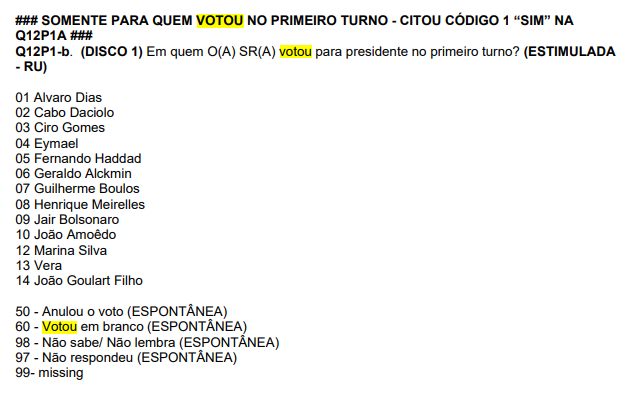 ### SOMENTE PARA QUEM VOTOU NO PRIMEIRO TURNO - CITOU CÓDIGO 1 “SIM” NA
Q12P1A ###
Q12P1-b. (DISCO 1) Em quem O(A) SR(A) votou para presidente no primeiro turno? (ESTIMULADA
- RU)
01 Alvaro Dias
02 Cabo Daciolo
03 Ciro Gomes
04 Eymael
05 Fernando Haddad
06 Geraldo Alckmin
07 Guilherme Boulos
08 Henrique Meirelles
09 Jair Bolsonaro
10 João Amoêdo
12 Marina Silva
13 Vera
14 João Goulart Filho
50 - Anulou o voto (ESPONTÂNEA)
60 - Votou em branco (ESPONTÂNEA)
98 - Não sabe/ Não lembra (ESPONTÂNEA)
97 - Não respondeu (ESPONTÂNEA)
99- missing